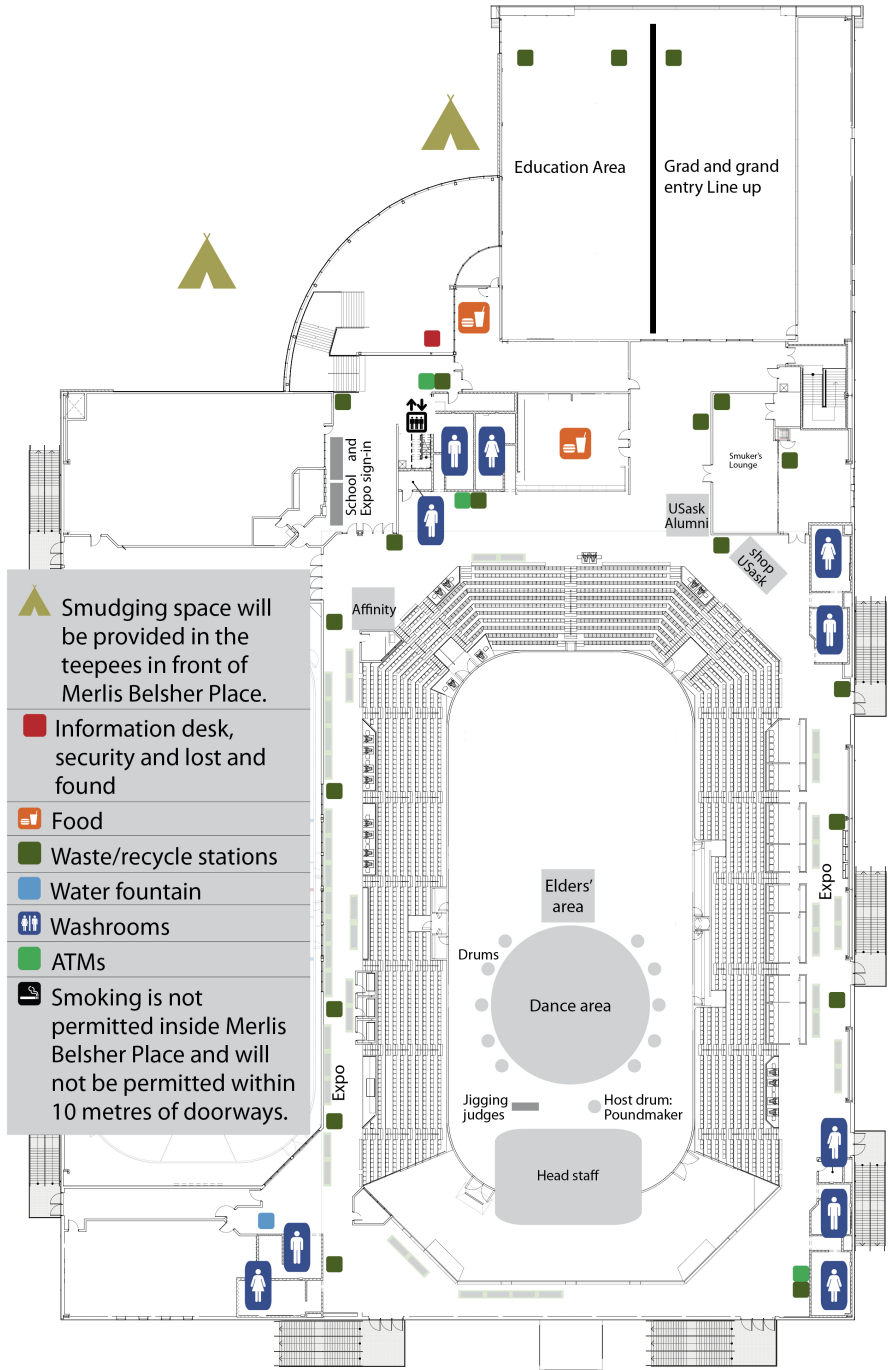 Education Area
Grad and grand
entry Line up
School and
Expo sign-in
Smuker's
Lounge
USask
Alumni
shop
USask
Affinity
Smudging space will
be provided in the
teepees in front of
Merlis Belsher Place.
Information desk,
security and lost and
found
Food
Waste/recycle stations
Water fountain
Washrooms
ATMs
Smoking is not
permitted inside Merlis
Belsher Place and will
not be permitted within
10 metres of doorways.
Elders'
area
Drums
Dance area
Expo
Expo
Jigging
judges
Host drum:
Poundmaker
Head staff